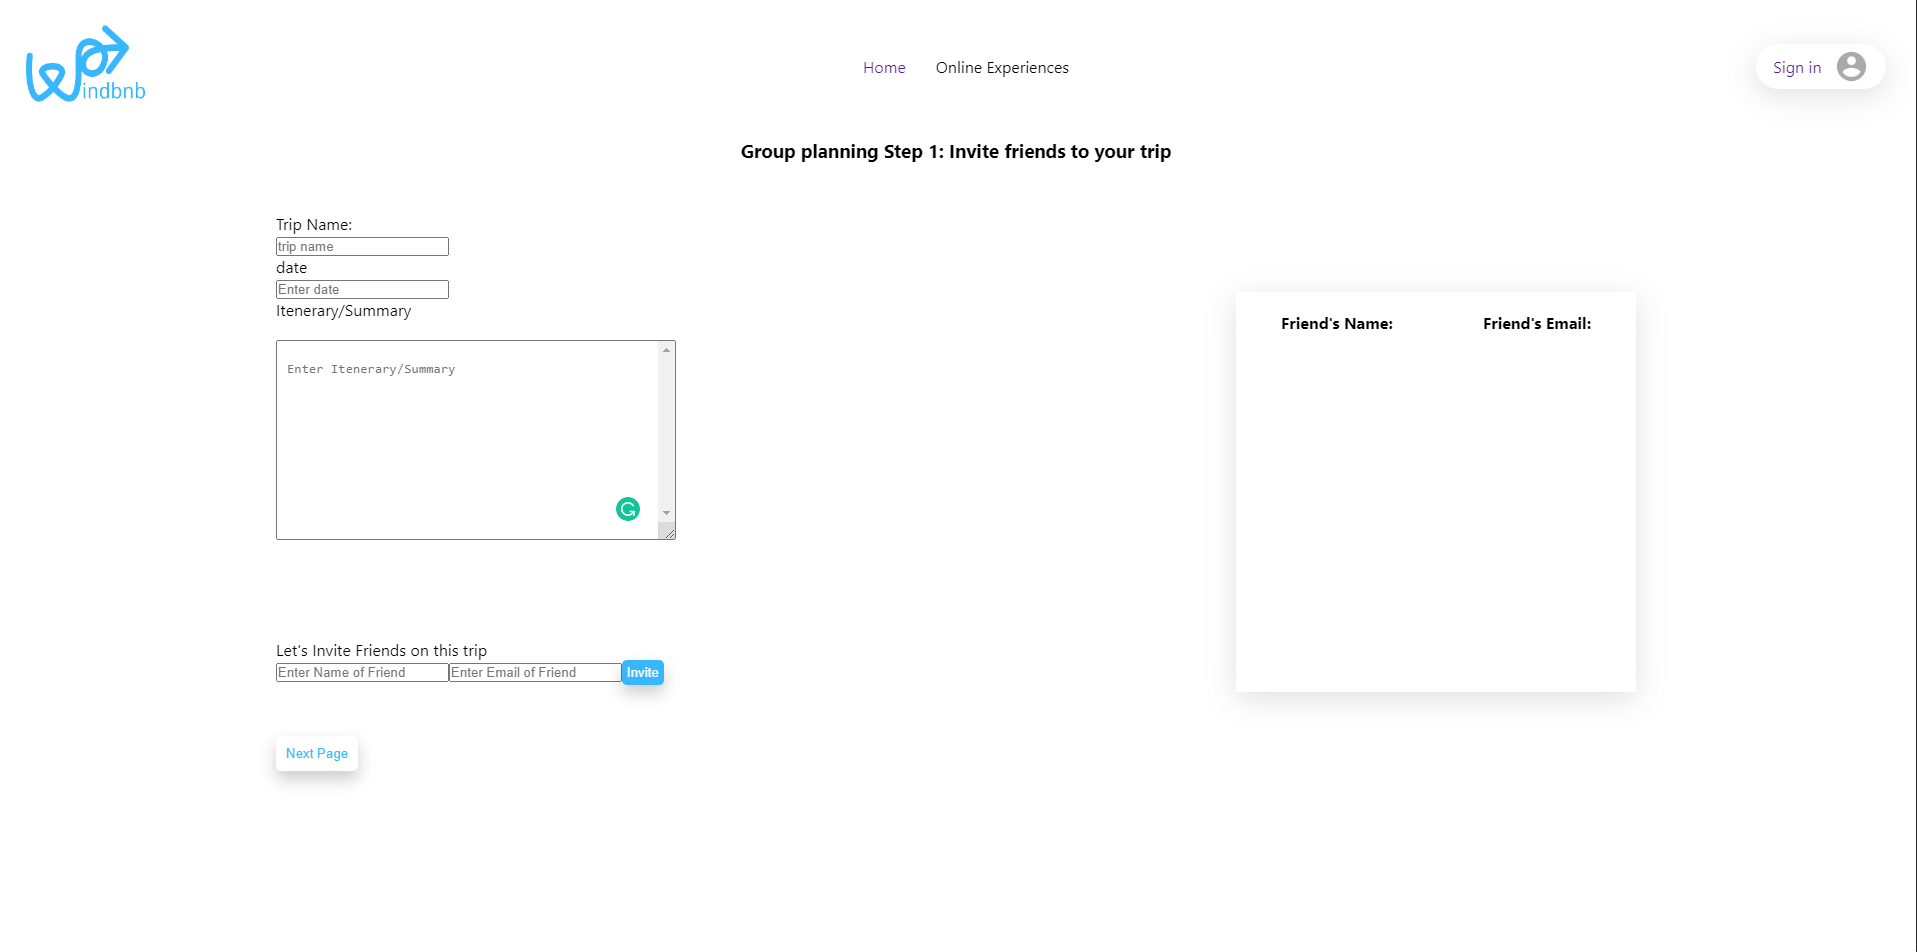 Windbnb
Home Online Experiences
Sign in
Group planning Step 1: Invite friends to your trip
Trip Name:
trip name
date
Enter date
Itenerary/Summary
Enter Itenerary/Summary
Friend's Name: Friend's Email:
Let's Invite Friends on this trip
Enter Name of Friend Enter Email of Friend Invite
Next Page